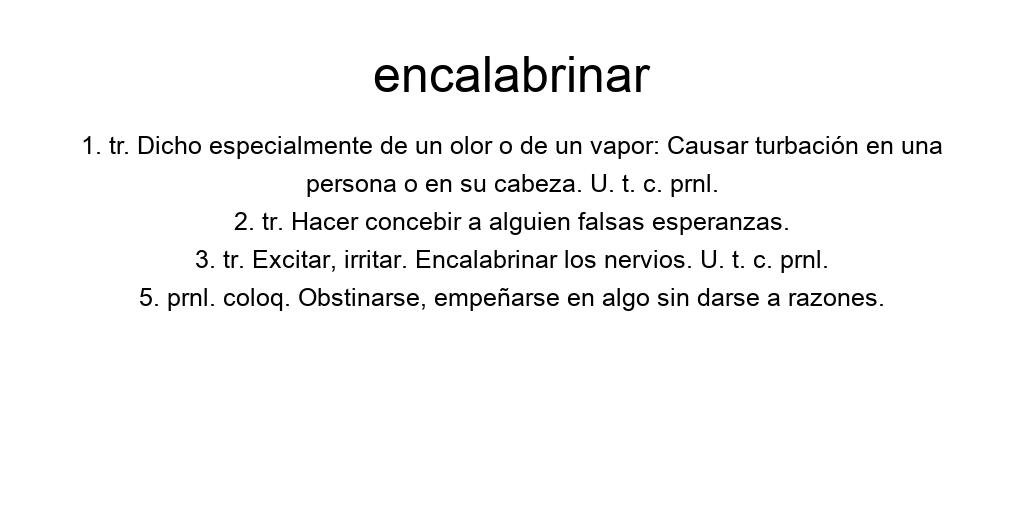 encalabrinar
1. tr. Dicho especialmente de un olor o de un vapor: Causar turbación en una
persona o en su cabeza. U. t. c. prnl.
2. tr. Hacer concebir a alguien falsas esperanzas.
3. tr. Excitar, irritar. Encalabrinar los nervios. U. t. c. prnl.
5. prnl. coloq. Obstinarse, empeñarse en algo sin darse a razones.